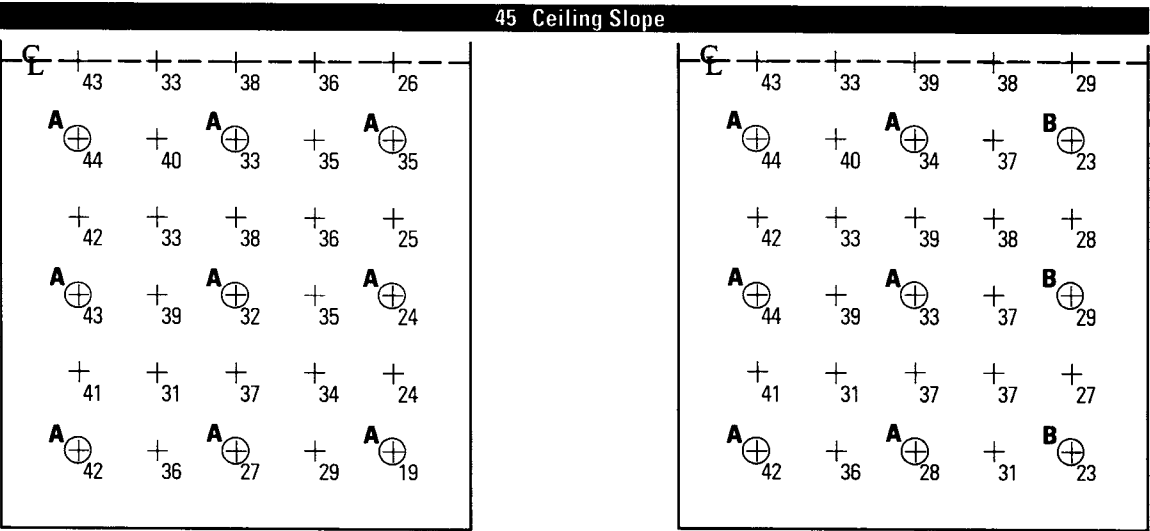 45 Ceiling Slope
℄ 43 33 38 36 26
A 44 40 A 33 35 A 35
42 33 38 36 25
A 43 39 A 32 35 A 24
41 31 37 34 24
A 42 36 A 27 29 A 19
℄ 43 33 39 38 29
A 44 40 A 34 37 B 23
42 33 39 38 28
A 44 39 A 33 37 B 29
41 31 37 37 27
A 42 36 A 28 31 B 23